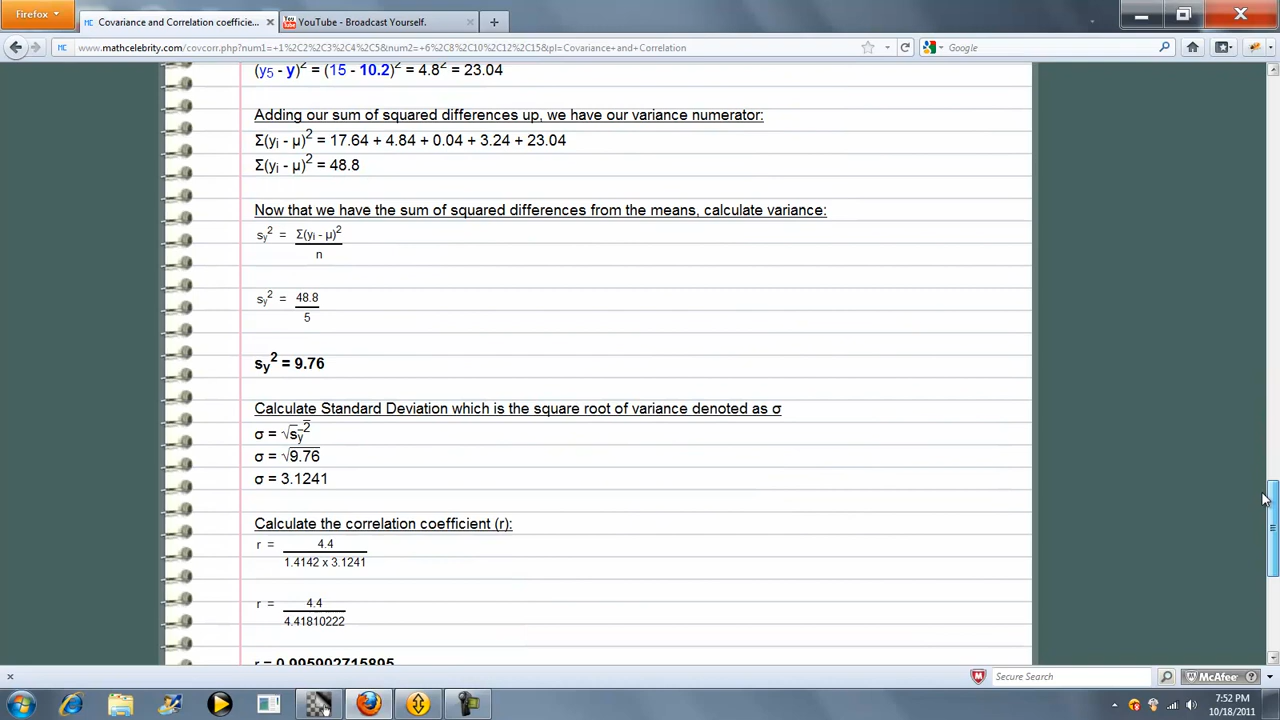 Firefox
Covariance and Correlation coefficie...
YouTube - Broadcast Yourself.
www.mathcelebrity.com/covcorr.php?num1=+1%2C2%2C3%2C4%2C5&num2=+6%2C8%2C10%2C12%2C15&pl=Covariance+and+Correlation
Google
(y5 - y)2 = (15 - 10.2)2 = 4.82 = 23.04
Adding our sum of squared differences up, we have our variance numerator:
Σ(yi - μ)2 = 17.64 + 4.84 + 0.04 + 3.24 + 23.04
Σ(yi - μ)2 = 48.8
Now that we have the sum of squared differences from the means, calculate variance:
sy2 = Σ(yi - μ)2
n
sy2 = 48.8
5
sy2 = 9.76
Calculate Standard Deviation which is the square root of variance denoted as σ
σ = √sy2
σ = √9.76
σ = 3.1241
Calculate the correlation coefficient (r):
r = 4.4
1.4142 x 3.1241
r = 4.4
4.41810222
r = 0.995902715895
Secure Search
McAfee
7:52 PM
10/18/2011